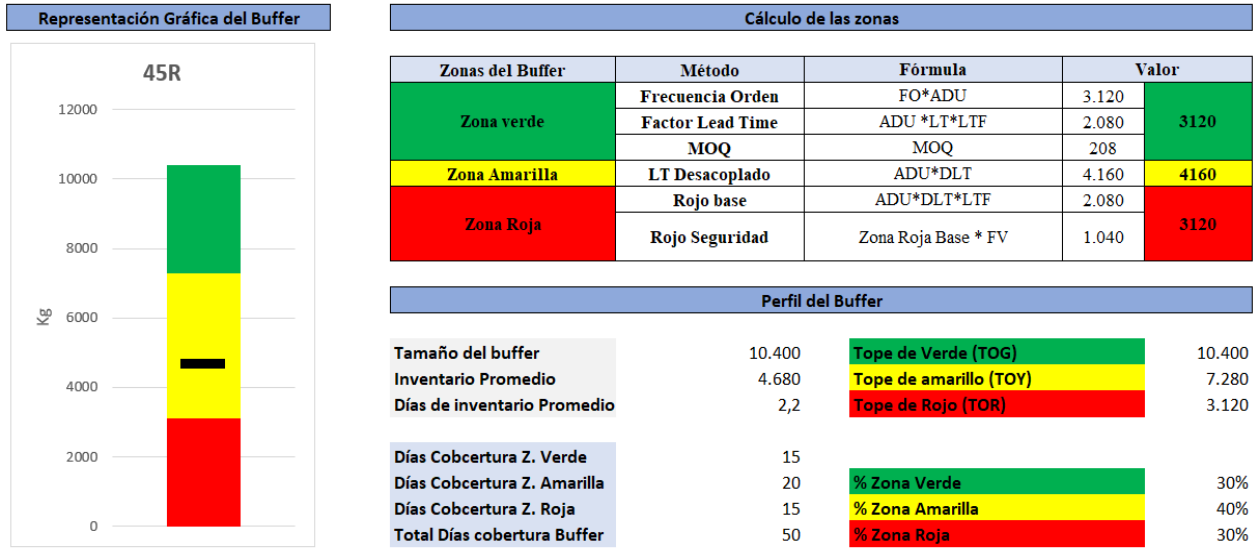 Representación Gráfica del Buffer
45R
12000
10000
8000
6000
4000
2000
0
Kg
Cálculo de las zonas
Zonas del Buffer Método Fórmula Valor
Zona verde Frecuencia Orden FO*ADU 3.120 3120
Factor Lead Time ADU *LT*LTF 2.080
MOQ MOQ 208
Zona Amarilla LT Desacoplado ADU*DLT 4.160 4160
Zona Roja Rojo base ADU*DLT*LTF 2.080 3120
Rojo Seguridad Zona Roja Base * FV 1.040
Perfil del Buffer
Tamaño del buffer 10.400 Tope de Verde (TOG) 10.400
Inventario Promedio 4.680 Tope de amarillo (TOY) 7.280
Días de inventario Promedio 2,2 Tope de Rojo (TOR) 3.120
Días Cobcertura Z. Verde 15
Días Cobcertura Z. Amarilla 20 % Zona Verde 30%
Días Cobcertura Z. Roja 15 % Zona Amarilla 40%
Total Días cobertura Buffer 50 % Zona Roja 30%